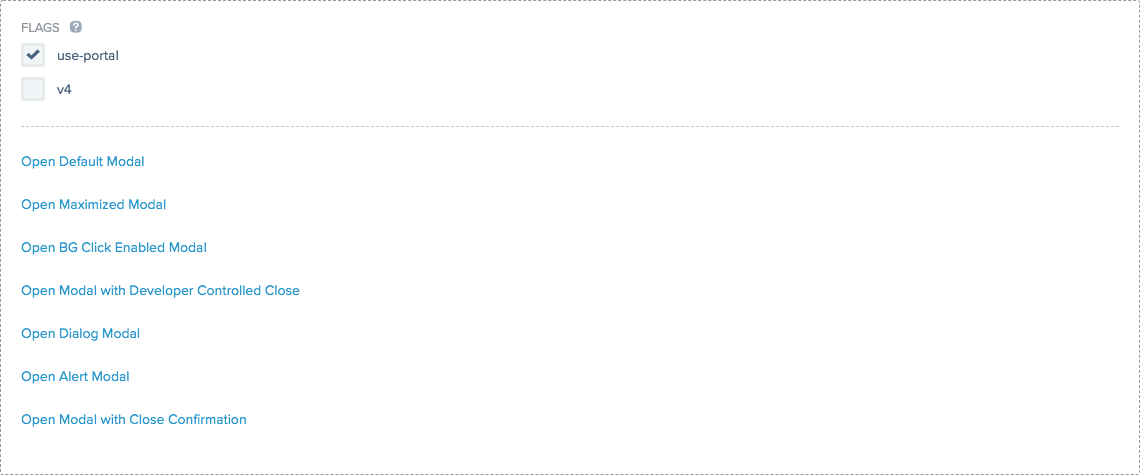 FLAGS ?
use-portal
v4
Open Default Modal
Open Maximized Modal
Open BG Click Enabled Modal
Open Modal with Developer Controlled Close
Open Dialog Modal
Open Alert Modal
Open Modal with Close Confirmation